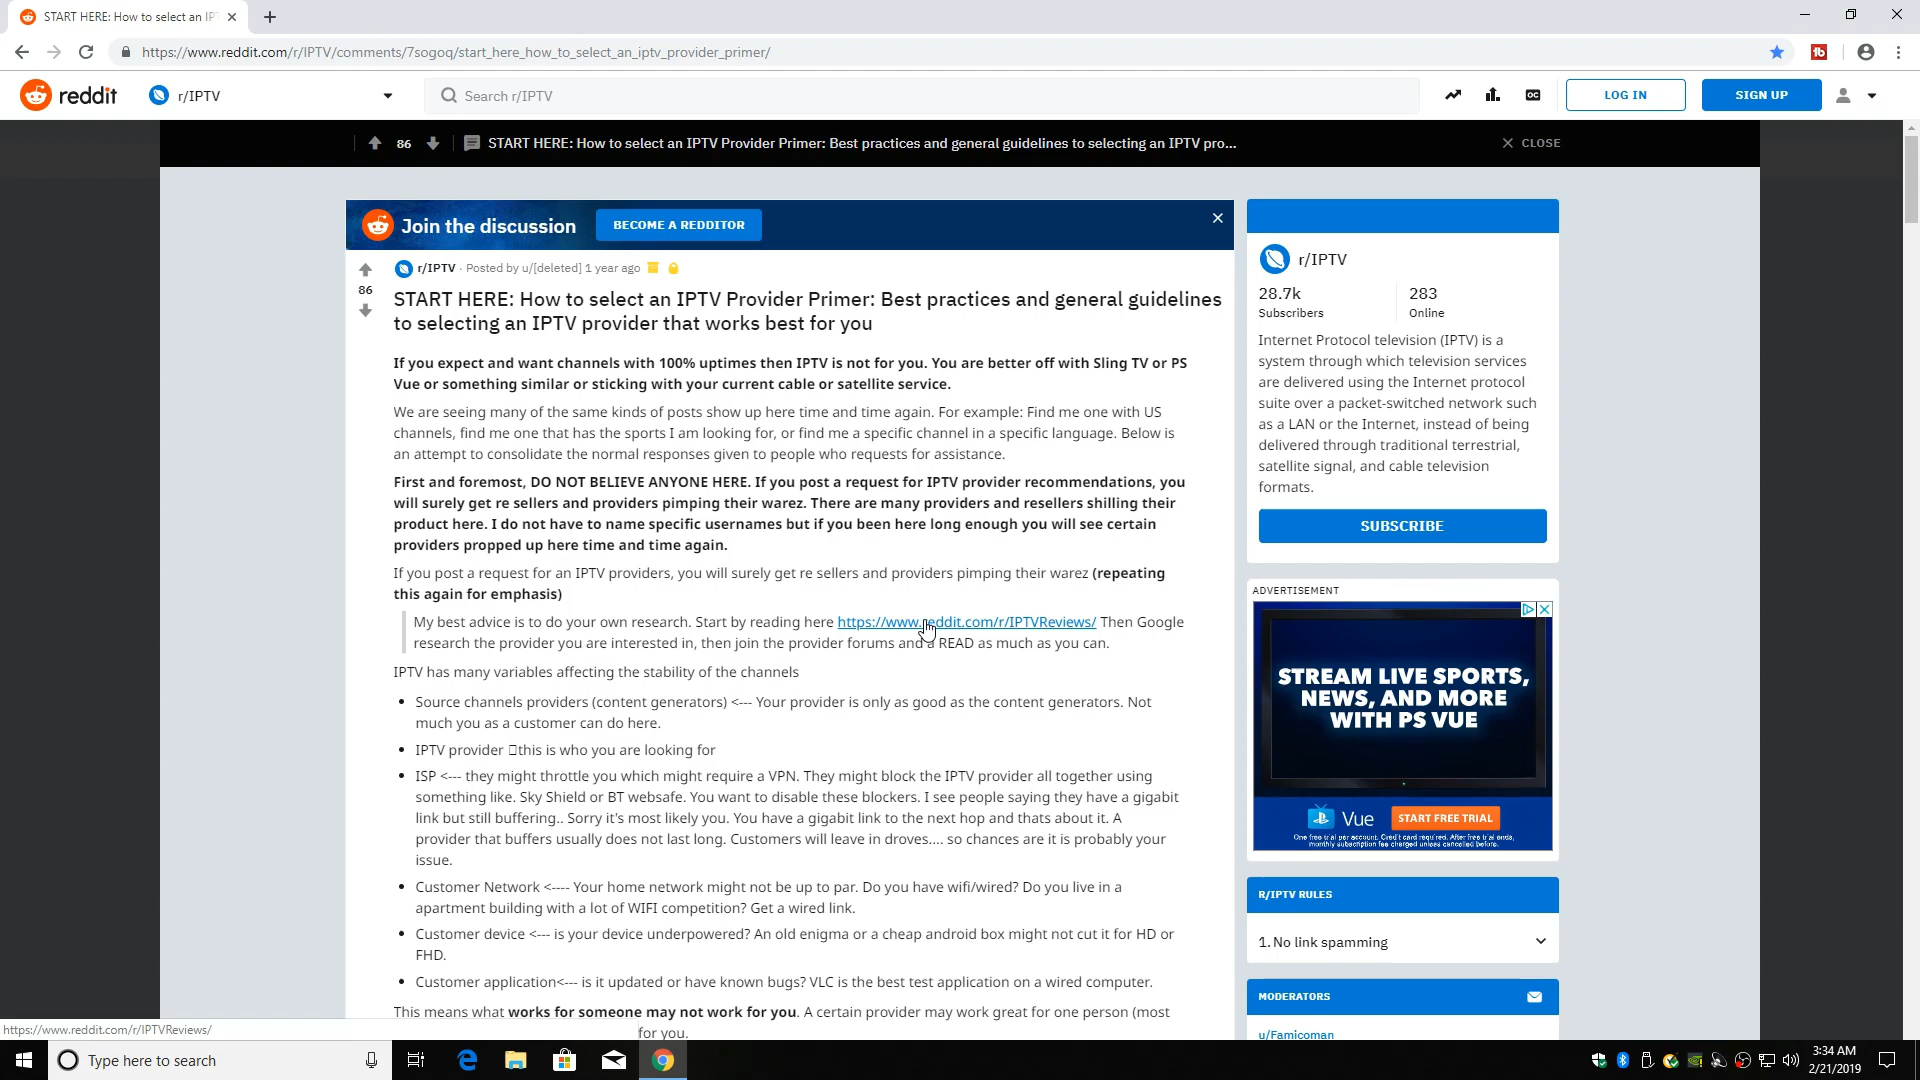 START HERE: How to select an IPT
https://www.reddit.com/r/IPTV/comments/7sogoq/start_here_how_to_select_an_iptv_provider_primer/
reddit
r/IPTV
Search r/IPTV
LOG IN
SIGN UP
86
START HERE: How to select an IPTV Provider Primer: Best practices and general guidelines to selecting an IPTV pro...
CLOSE
Join the discussion
BECOME A REDDITOR
r/IPTV · Posted by u/[deleted] 1 year ago
86
START HERE: How to select an IPTV Provider Primer: Best practices and general guidelines
to selecting an IPTV provider that works best for you
If you expect and want channels with 100% uptimes then IPTV is not for you. You are better off with Sling TV or PS
Vue or something similar or sticking with your current cable or satellite service.
We are seeing many of the same kinds of posts show up here time and time again. For example: Find me one with US
channels, find me one that has the sports I am looking for, or find me a specific channel in a specific language. Below is
an attempt to consolidate the normal responses given to people who requests for assistance.
First and foremost, DO NOT BELIEVE ANYONE HERE. If you post a request for IPTV provider recommendations, you
will surely get re sellers and providers pimping their warez. There are many providers and resellers shilling their
product here. I do not have to name specific usernames but if you been here long enough you will see certain
providers propped up here time and time again.
If you post a request for an IPTV providers, you will surely get re sellers and providers pimping their warez (repeating
this again for emphasis)
My best advice is to do your own research. Start by reading here https://www.reddit.com/r/IPTVReviews/ Then Google
research the provider you are interested in, then join the provider forums and a READ as much as you can.
IPTV has many variables affecting the stability of the channels
• Source channels providers (content generators) <--- Your provider is only as good as the content generators. Not
much you as a customer can do here.
• IPTV provider this is who you are looking for
• ISP <--- they might throttle you which might require a VPN. They might block the IPTV provider all together using
something like. Sky Shield or BT websafe. You want to disable these blockers. I see people saying they have a gigabit
link but still buffering.. Sorry it's most likely you. You have a gigabit link to the next hop and thats about it. A
provider that buffers usually does not last long. Customers will leave in droves.... so chances are it is probably your
issue.
• Customer Network <---- Your home network might not be up to par. Do you have wifi/wired? Do you live in a
apartment building with a lot of WIFI competition? Get a wired link.
• Customer device <--- is your device underpowered? An old enigma or a cheap android box might not cut it for HD or
FHD.
• Customer application<--- is it updated or have known bugs? VLC is the best test application on a wired computer.
This means what works for someone may not work for you. A certain provider may work great for one person (most
for you.
r/IPTV
28.7k
Subscribers
283
Online
Internet Protocol television (IPTV) is a
system through which television services
are delivered using the Internet protocol
suite over a packet-switched network such
as a LAN or the Internet, instead of being
delivered through traditional terrestrial,
satellite signal, and cable television
formats.
SUBSCRIBE
ADVERTISEMENT
STREAM LIVE SPORTS,
NEWS, AND MORE
WITH PS VUE
Vue
START FREE TRIAL
One free trial per account. Credit card required. After free trial ends,
monthly subscription fee charged unless cancelled before.
R/IPTV RULES
1. No link spamming
MODERATORS
u/Famicoman
https://www.reddit.com/r/IPTVReviews/
Type here to search
3:34 AM
2/21/2019